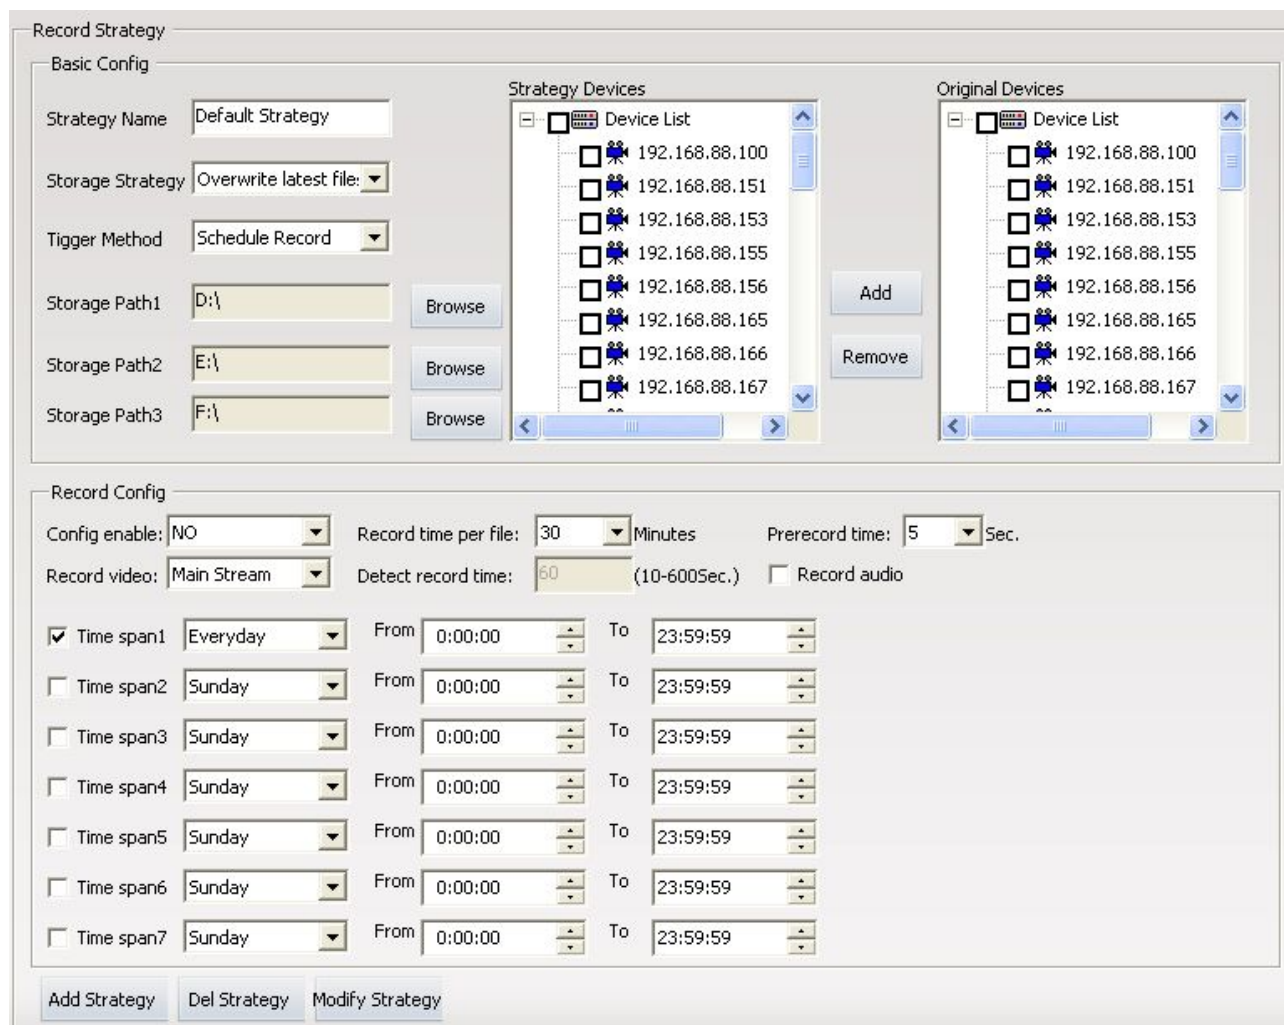 Record Strategy
Basic Config
Strategy Name Default Strategy
Storage Strategy Overwrite latest file
Tigger Method Schedule Record
Storage Path1 D:\ Browse
Storage Path2 E:\ Browse
Storage Path3 F:\ Browse
Strategy Devices
Device List
192.168.88.100
192.168.88.151
192.168.88.153
192.168.88.155
192.168.88.156
192.168.88.165
192.168.88.166
192.168.88.167
Add
Remove
Original Devices
Device List
192.168.88.100
192.168.88.151
192.168.88.153
192.168.88.155
192.168.88.156
192.168.88.165
192.168.88.166
192.168.88.167
Record Config
Config enable: NO Record time per file: 30 Minutes Prerecord time: 5 Sec.
Record video: Main Stream Detect record time: 60 (10-600Sec.) Record audio
Time span1 Everyday From 0:00:00 To 23:59:59
Time span2 Sunday From 0:00:00 To 23:59:59
Time span3 Sunday From 0:00:00 To 23:59:59
Time span4 Sunday From 0:00:00 To 23:59:59
Time span5 Sunday From 0:00:00 To 23:59:59
Time span6 Sunday From 0:00:00 To 23:59:59
Time span7 Sunday From 0:00:00 To 23:59:59
Add Strategy Del Strategy Modify Strategy